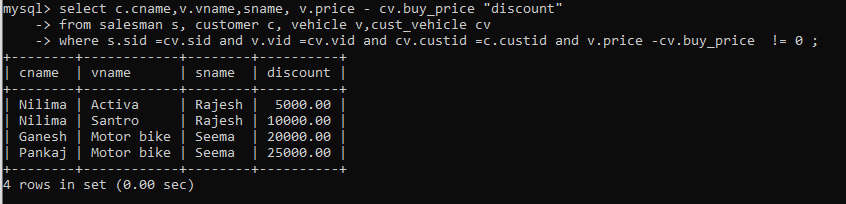 mysql> select c.cname,v.vname,sname, v.price - cv.buy_price "discount"
    -> from salesman s, customer c, vehicle v,cust_vehicle cv
    -> where s.sid =cv.sid and v.vid =cv.vid and cv.custid =c.custid and v.price -cv.buy_price  != 0 ;
+--------+------------+--------+----------+
| cname  | vname      | sname  | discount |
+--------+------------+--------+----------+
| Nilima | Activa     | Rajesh |  5000.00 |
| Nilima | Santro     | Rajesh | 10000.00 |
| Ganesh | Motor bike | Seema  | 20000.00 |
| Pankaj | Motor bike | Seema  | 25000.00 |
+--------+------------+--------+----------+
4 rows in set (0.00 sec)